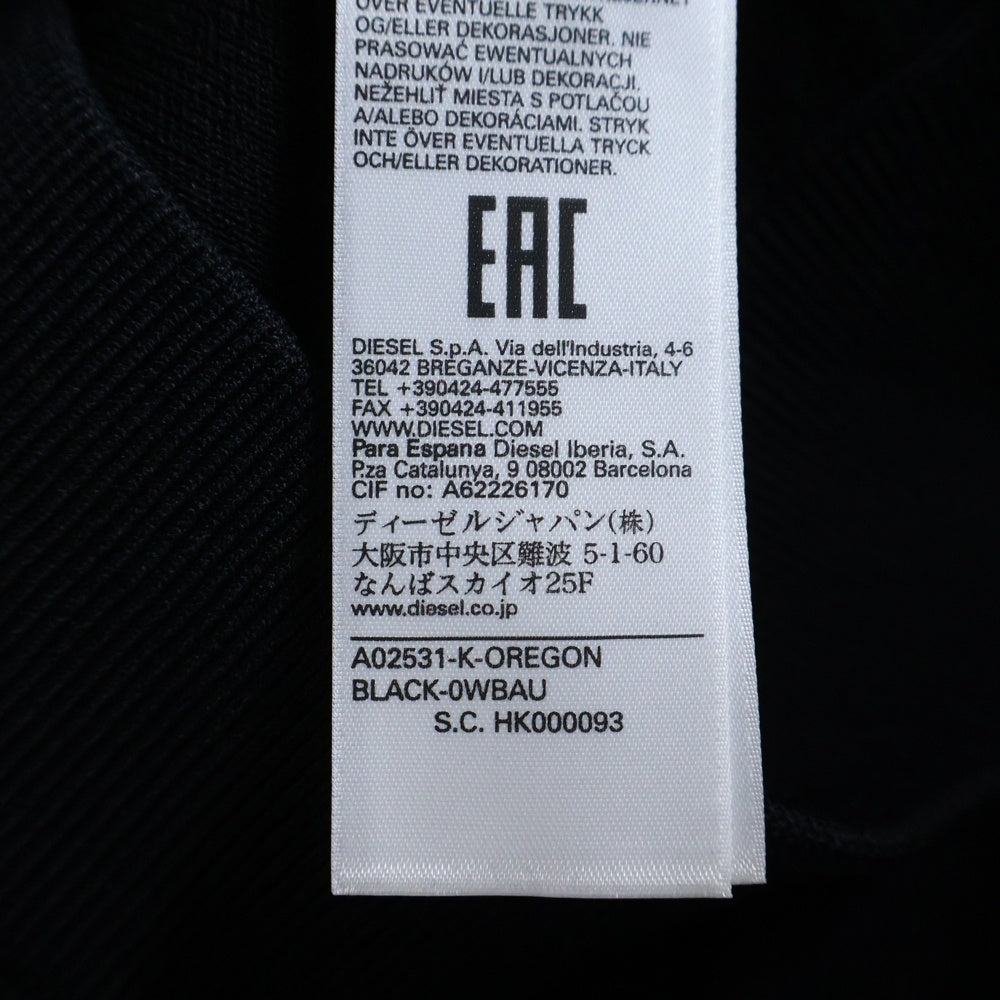 OVER EVENTUELLE TRYKK
OG/ELLER DEKORASJONER. NIE
PRASOWAĆ EWENTUALNYCH
NADRUKÓW I/LUB DEKORACJI.
NEŽEHLIŤ MIESTA S POTLAČOU
A/ALEBO DEKORÁCIAMI. STRYK
INTE ÖVER EVENTUELLA TRYCK
OCH/ELLER DEKORATIONER.
EAC
DIESEL S.p.A. Via dell'Industria, 4-6
36042 BREGANZE-VICENZA-ITALY
TEL +390424-477555
FAX +390424-411955
WWW.DIESEL.COM
Para Espana Diesel Iberia, S.A.
P.za Catalunya, 9 08002 Barcelona
CIF no: A62226170
ディーゼルジャパン(株)
大阪市中央区難波 5-1-60
なんばスカイオ25F
www.diesel.co.jp
A02531-K-OREGON
BLACK-0WBAU
S.C. HK000093